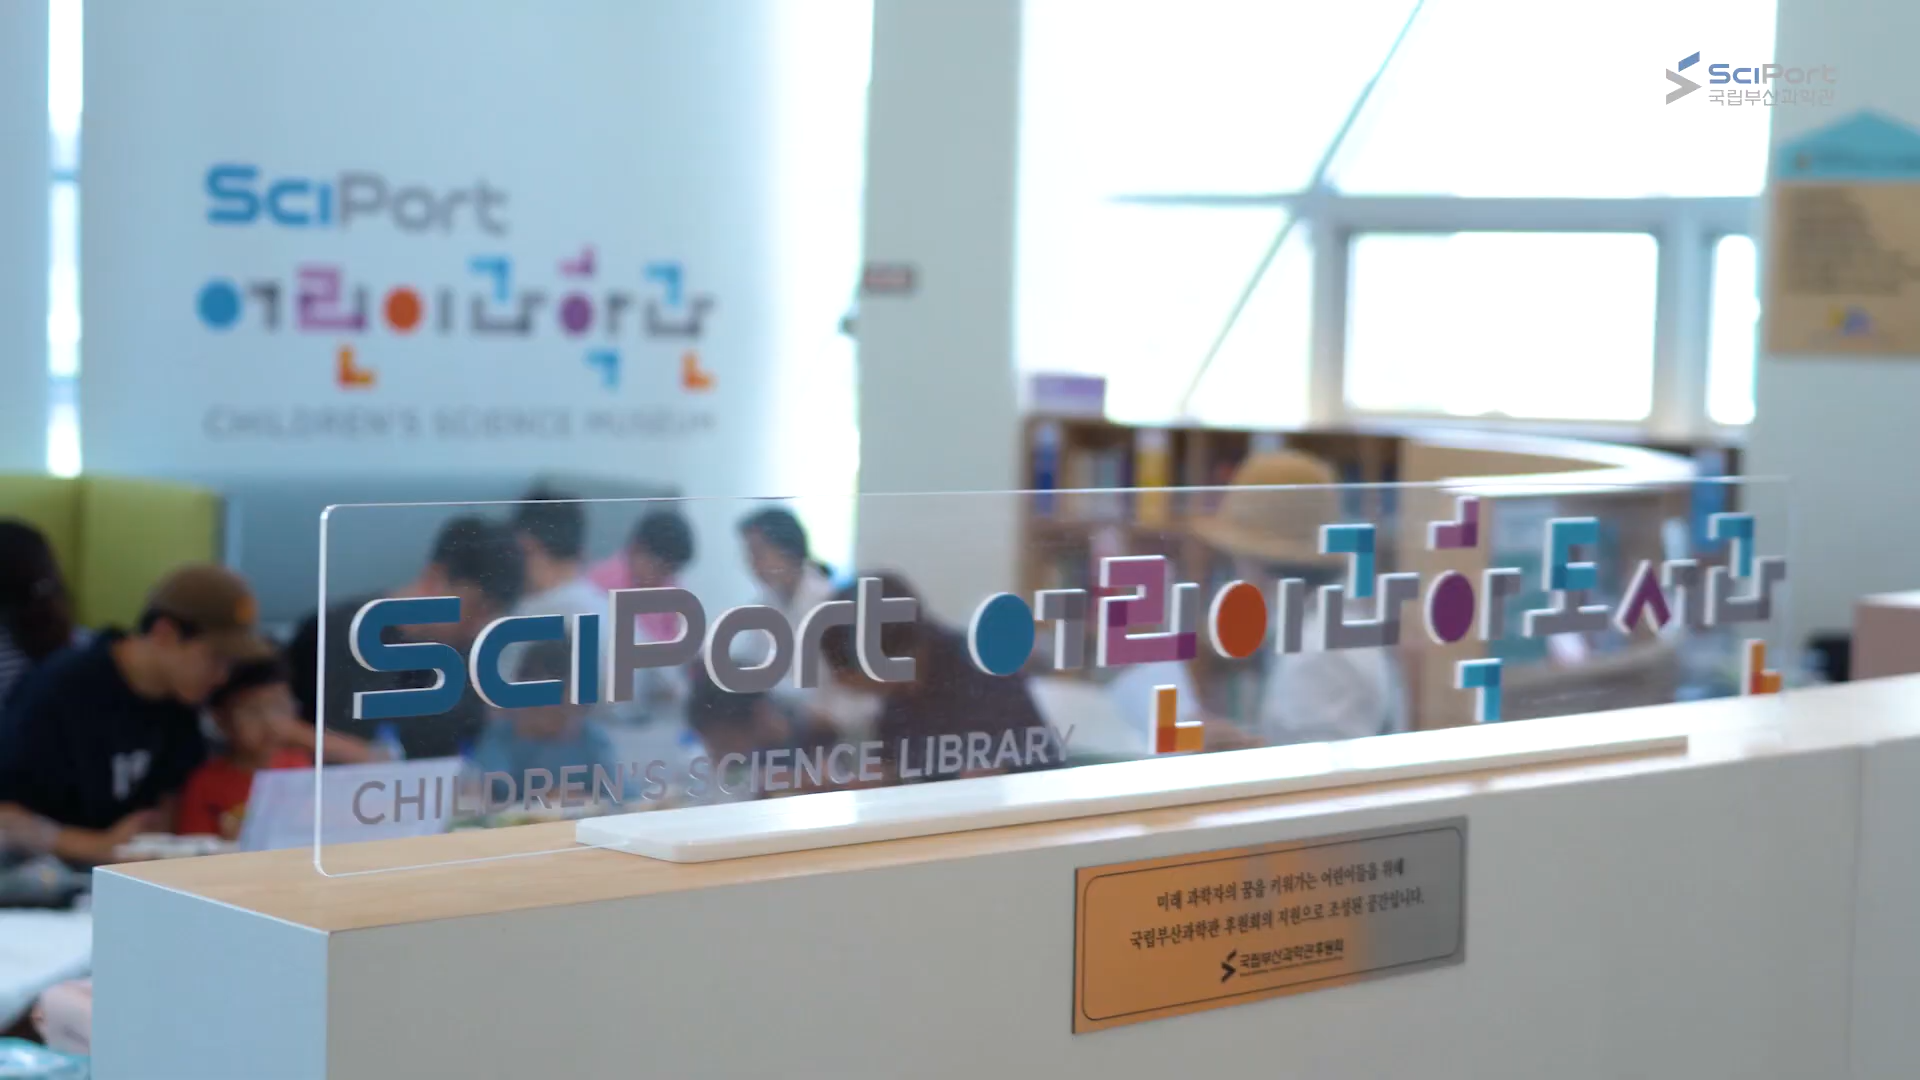 SciPort
국립부산과학관
SciPort
어린이과학관
CHILDREN'S SCIENCE MUSEUM
SciPort 어린이과학도서관
CHILDREN'S SCIENCE LIBRARY
미래 과학자의 꿈을 키워가는 어린이들을 위해
국립부산과학관 후원회의 지원으로 조성된 공간입니다.
국립부산과학관후원회